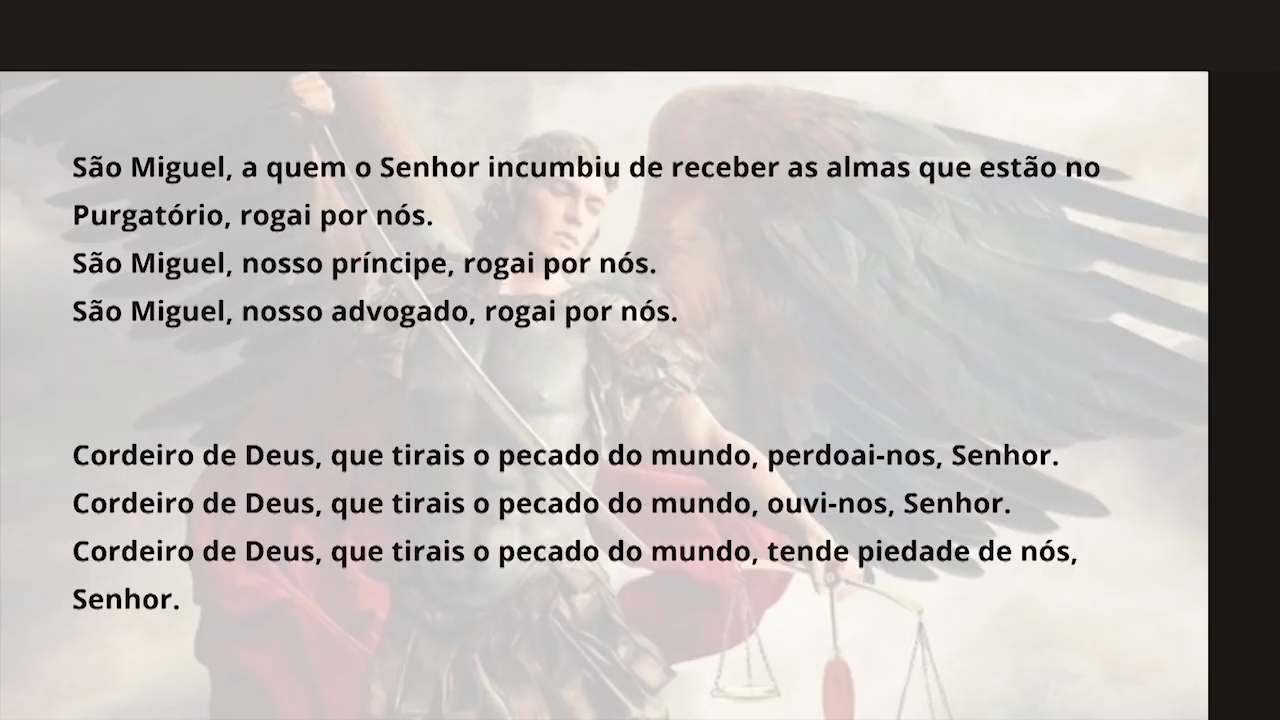 São Miguel, a quem o Senhor incumbiu de receber as almas que estão no
Purgatório, rogai por nós.
São Miguel, nosso príncipe, rogai por nós.
São Miguel, nosso advogado, rogai por nós.
Cordeiro de Deus, que tirais o pecado do mundo, perdoai-nos, Senhor.
Cordeiro de Deus, que tirais o pecado do mundo, ouvi-nos, Senhor.
Cordeiro de Deus, que tirais o pecado do mundo, tende piedade de nós,
Senhor.